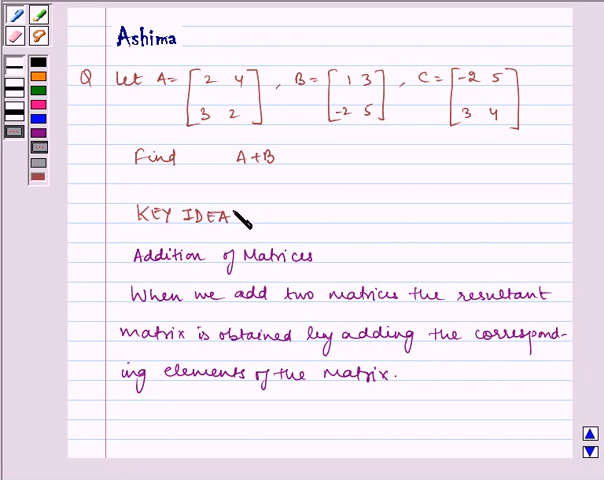 Ashima
Q Let A = [2 4 3 2], B = [1 3 -2 5], C = [-2 5 3 4]
Find A+B
KEY IDEA
Addition of Matrices
When we add two matrices the resultant
matrix is obtained by adding the correspond-
ing elements of the matrix.